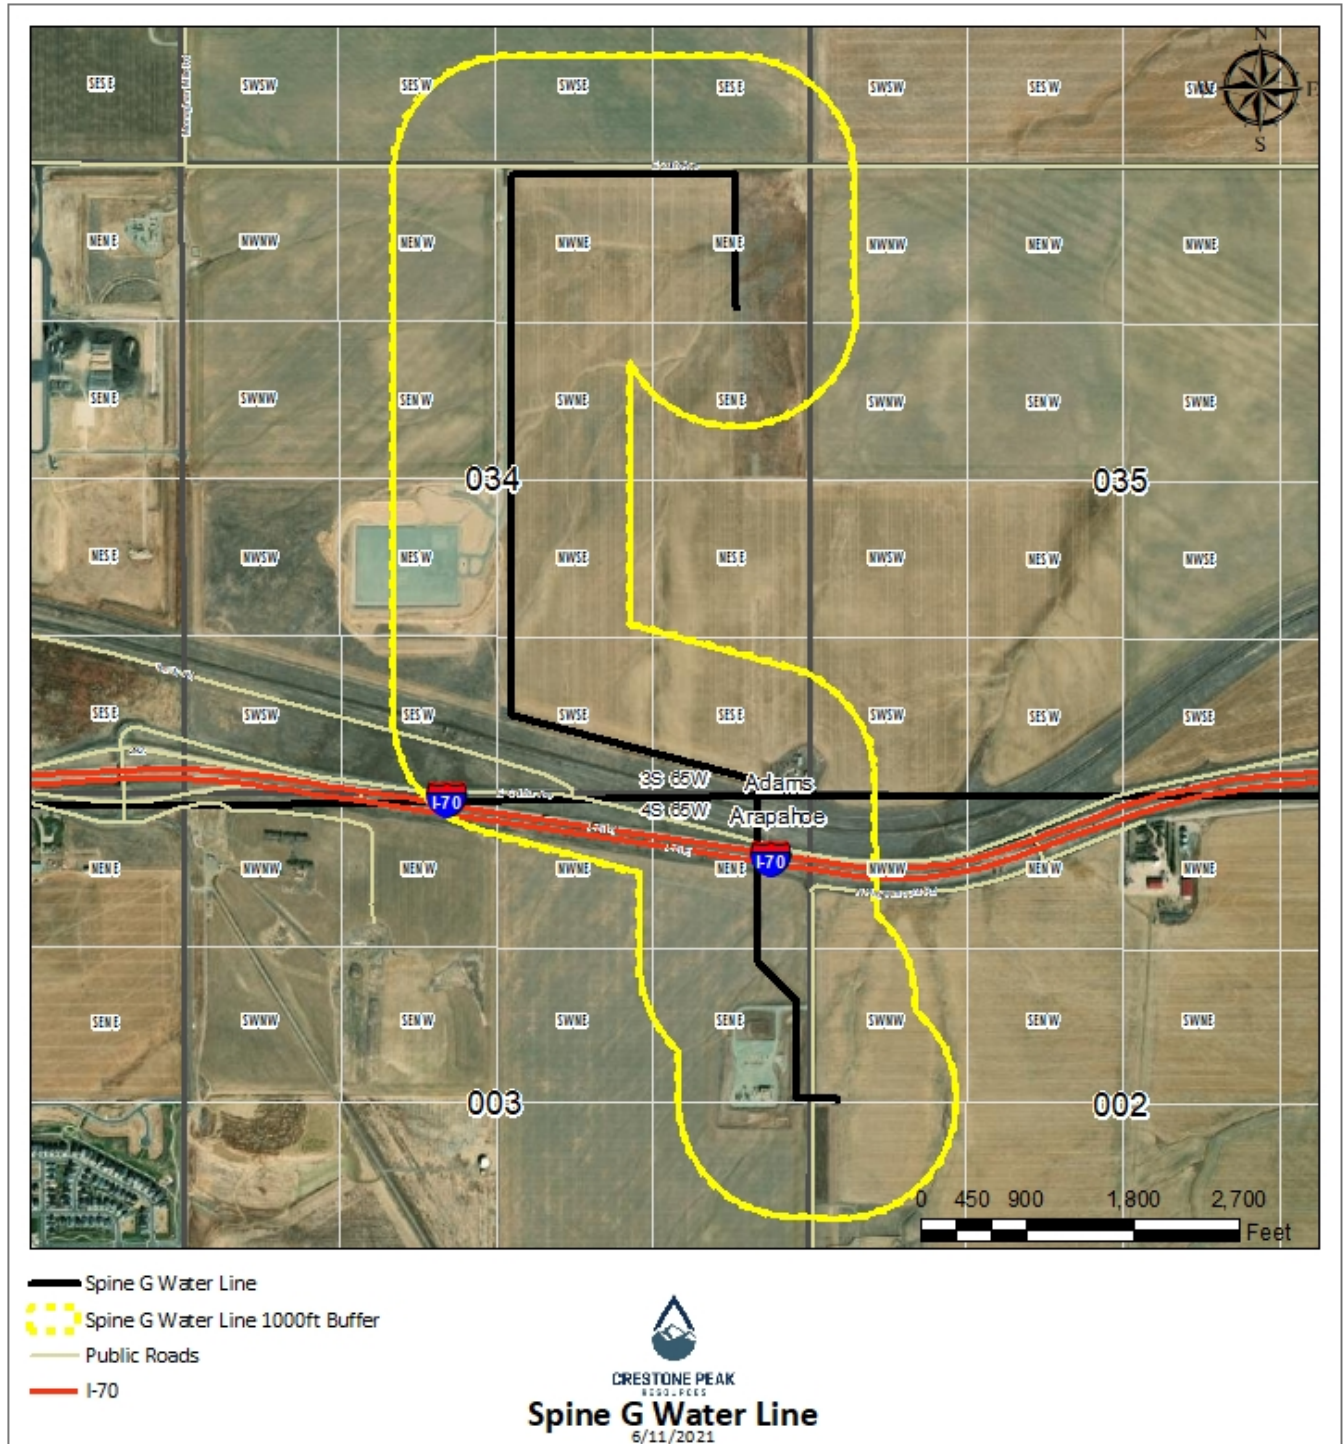 N
SESE SWSW SESW SWSE SESE SWSW SESW
E
S
NENE NWNW NENW NWNE NENE NWNW NENW NWNE
SENE SWNW SENW SWNE SENE SWNW SENW SWNE
034 035
NESE NWSW NESW NWSE NESE NWSW NESW NWSE
SESE SWSW SESW SWSE SESE SWSW SESW SWSE
3S 65W Adams
I-70
4S 65W Arapahoe
I-70
NENE NWNW NENW NWNE NENE NWNW NENW NWNE
SENE SWNW SENW SWNE SENE SWNW SENW SWNE
003 002
0 450 900 1,800 2,700
Feet
Spine G Water Line
Spine G Water Line 1000ft Buffer
Public Roads
I-70
CRESTONE PEAK
RESOURCES
Spine G Water Line
6/11/2021